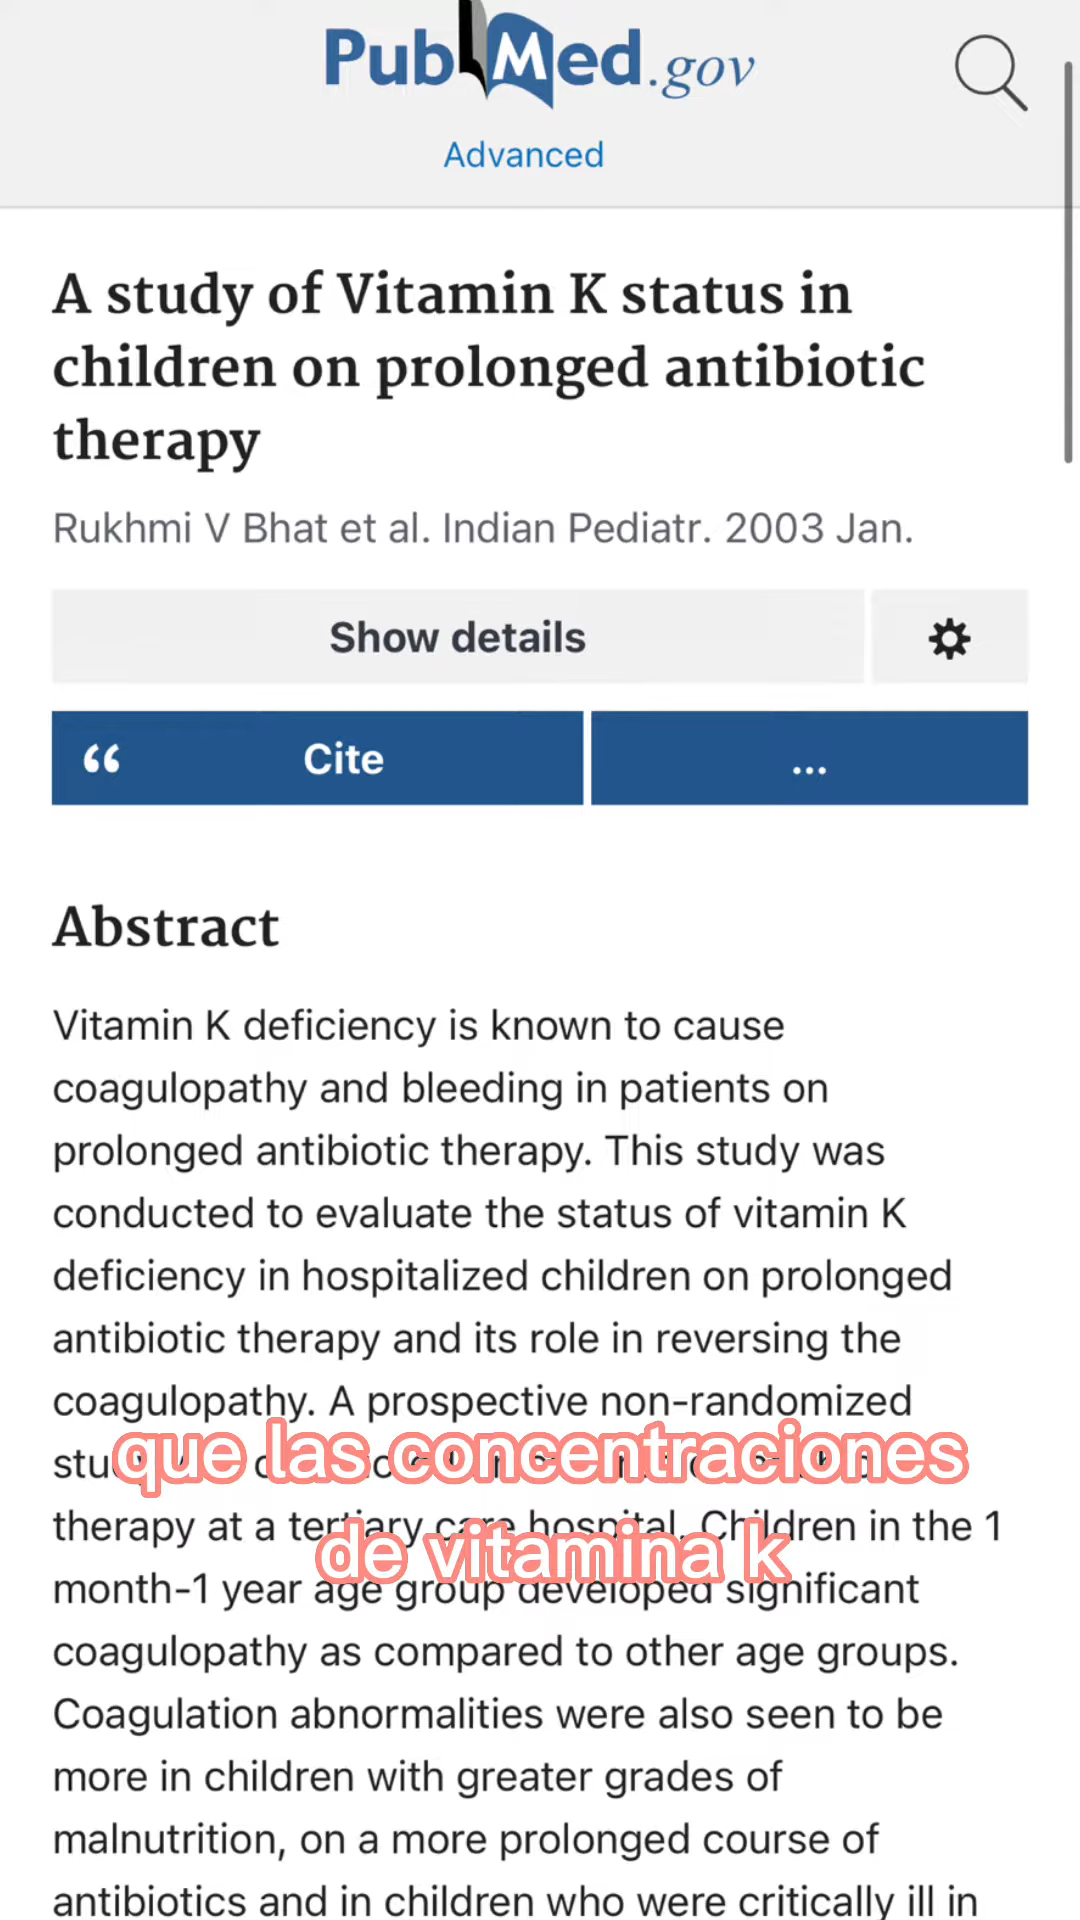 PubMed.gov
Advanced
A study of Vitamin K status in
children on prolonged antibiotic
therapy
Rukhmi V Bhat et al. Indian Pediatr. 2003 Jan.
Show details
Cite
...
Abstract
Vitamin K deficiency is known to cause
coagulopathy and bleeding in patients on
prolonged antibiotic therapy. This study was
conducted to evaluate the status of vitamin K
deficiency in hospitalized children on prolonged
antibiotic therapy and its role in reversing the
coagulopathy. A prospective non-randomized
que las concentraciones
therapy at a tertiary care hospital. Children in the 1
de vitamina k
month-1 year age group developed significant
coagulopathy as compared to other age groups.
Coagulation abnormalities were also seen to be
more in children with greater grades of
malnutrition, on a more prolonged course of
antibiotics and in children who were critically ill in